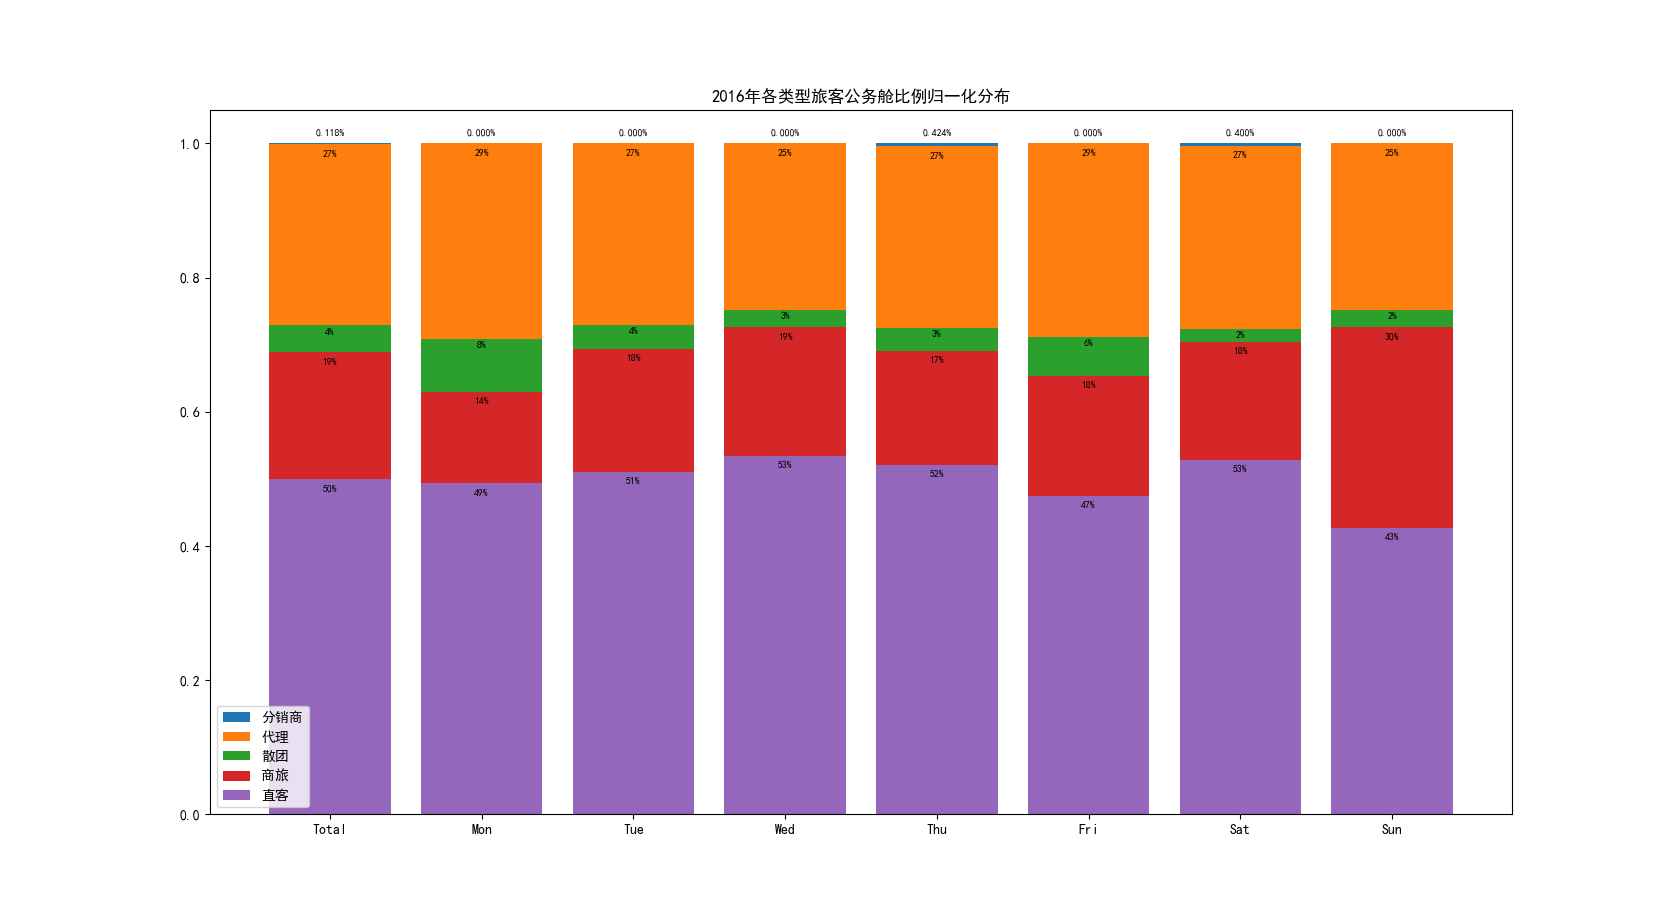 2016年各类型旅客公务舱比例归一化分布
0.118% 0.000% 0.000% 0.000% 0.424% 0.000% 0.400% 0.000%
1.0
27% 29% 27% 25% 27% 29% 27% 25%
0.8
4% 8% 4% 3% 3% 6% 2% 2%
19% 14% 18% 19% 17% 18% 18% 30%
0.6
50% 49% 51% 53% 52% 47% 53% 43%
0.4
0.2
分销商
代理
散团
商旅
直客
0.0
Total Mon Tue Wed Thu Fri Sat Sun